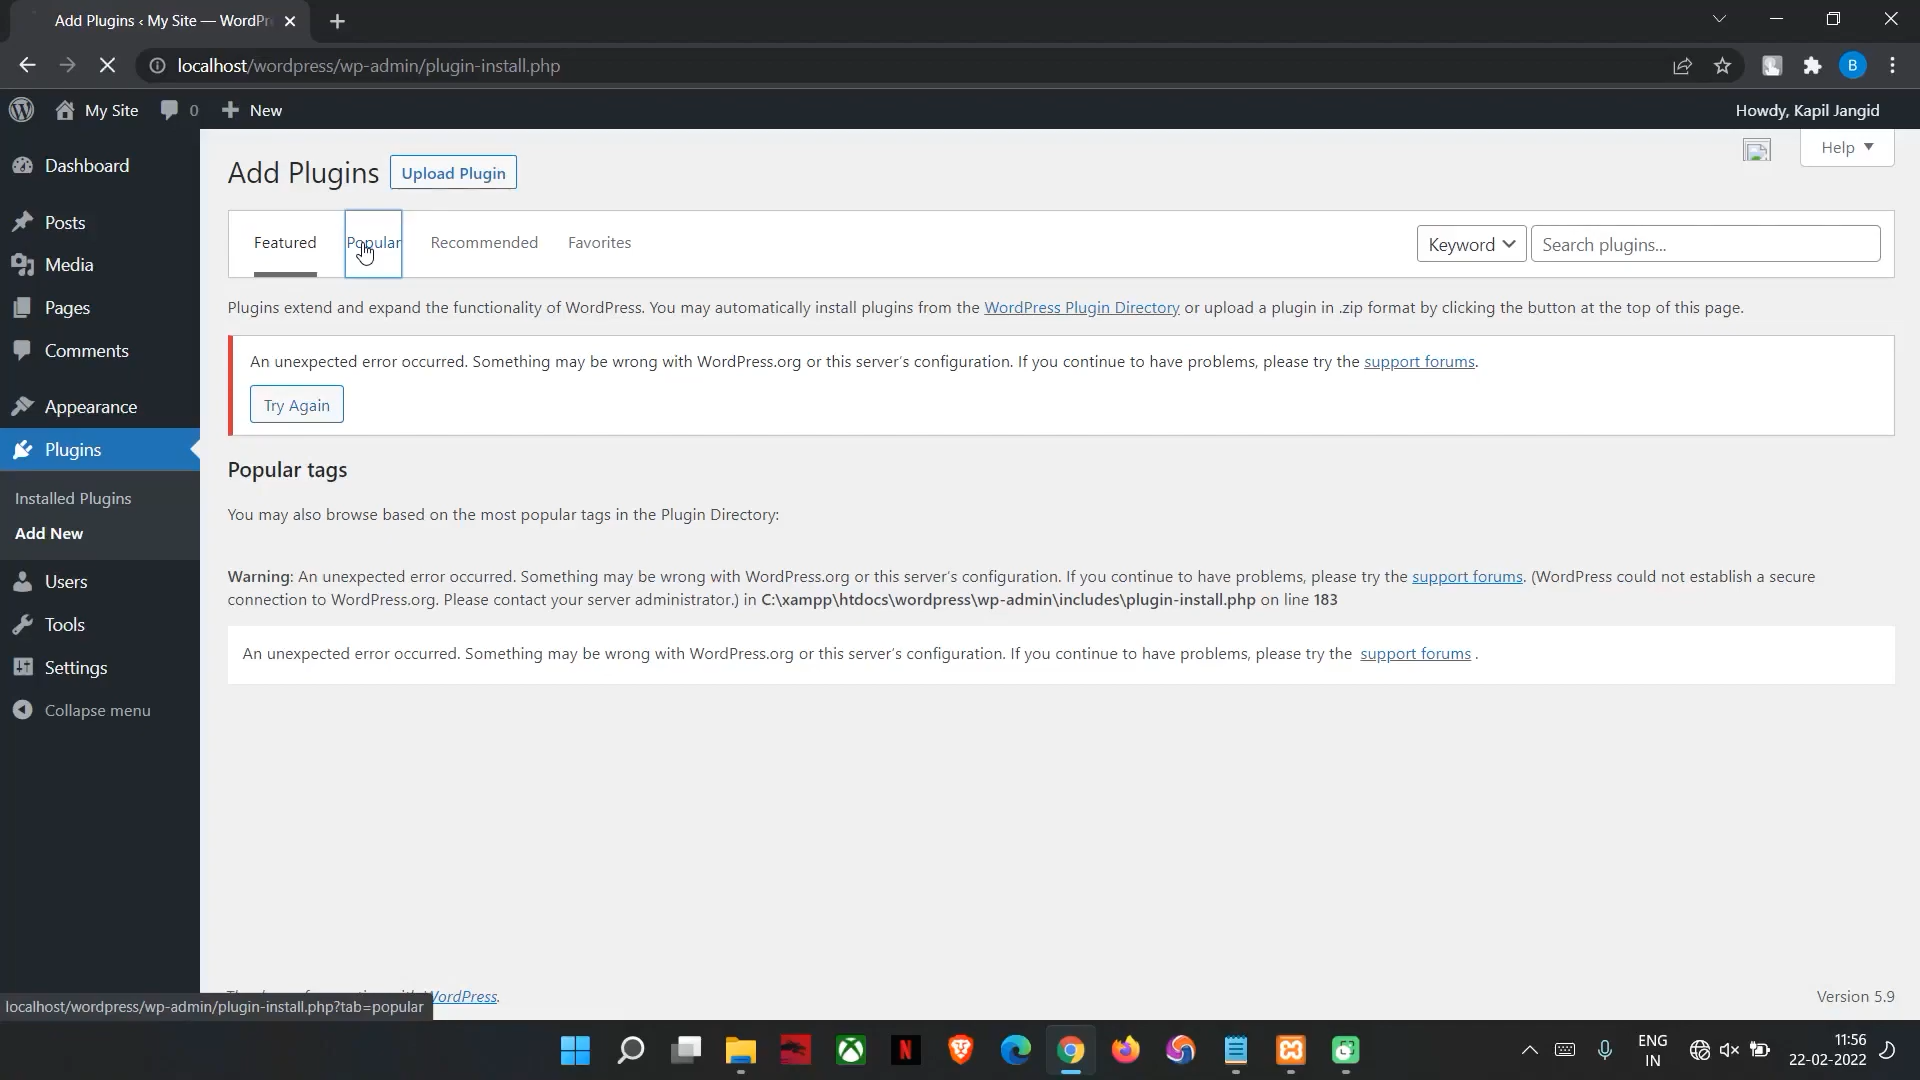 Add Plugins ‹ My Site — WordPr
localhost/wordpress/wp-admin/plugin-install.php
B
My Site
0
New
Howdy, Kapil Jangid
Dashboard
Posts
Media
Pages
Comments
Appearance
Plugins
Installed Plugins
Add New
Users
Tools
Settings
Collapse menu
Help
Add Plugins
Upload Plugin
Featured
Popular
Recommended
Favorites
Keyword
Search plugins...
Plugins extend and expand the functionality of WordPress. You may automatically install plugins from the WordPress Plugin Directory or upload a plugin in .zip format by clicking the button at the top of this page.
An unexpected error occurred. Something may be wrong with WordPress.org or this server’s configuration. If you continue to have problems, please try the support forums.
Try Again
Popular tags
You may also browse based on the most popular tags in the Plugin Directory:
Warning: An unexpected error occurred. Something may be wrong with WordPress.org or this server’s configuration. If you continue to have problems, please try the support forums. (WordPress could not establish a secure
connection to WordPress.org. Please contact your server administrator.) in C:\xampp\htdocs\wordpress\wp-admin\includes\plugin-install.php on line 183
An unexpected error occurred. Something may be wrong with WordPress.org or this server’s configuration. If you continue to have problems, please try the support forums .
WordPress.
Version 5.9
localhost/wordpress/wp-admin/plugin-install.php?tab=popular
N
ENG
IN
11:56
22-02-2022